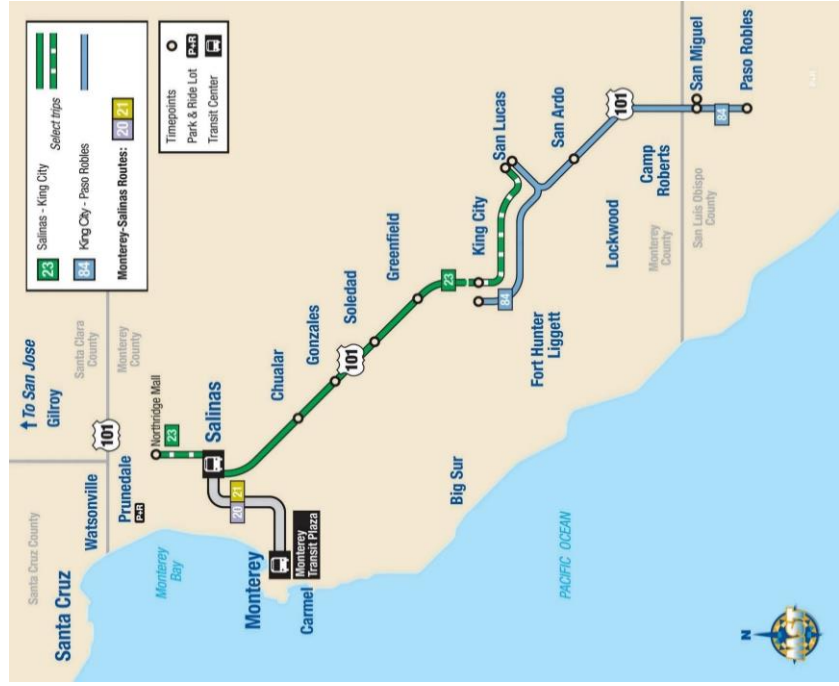 23 Salinas - King City
Select trips
84 King City - Paso Robles
Monterey-Salinas Routes: 20 21
Timepoints
Park & Ride Lot P+R
Transit Center
To San Jose
Gilroy
Santa Clara
County
Monterey
County
Santa Cruz County
Santa Cruz
Watsonville
101
Prunedale
P+R
Northridge Mall
23
Salinas
Monterey
Bay
20 21
Monterey
Monterey
Transit Plaza
Carmel
Chualar
Gonzales
Soledad
101
Greenfield
23
King City
84
San Lucas
Fort Hunter
Liggett
San Ardo
Big Sur
Lockwood
101
Camp
Roberts
Monterey
County
San Luis Obispo
County
San Miguel
84
Paso Robles
PACIFIC OCEAN
N
MST